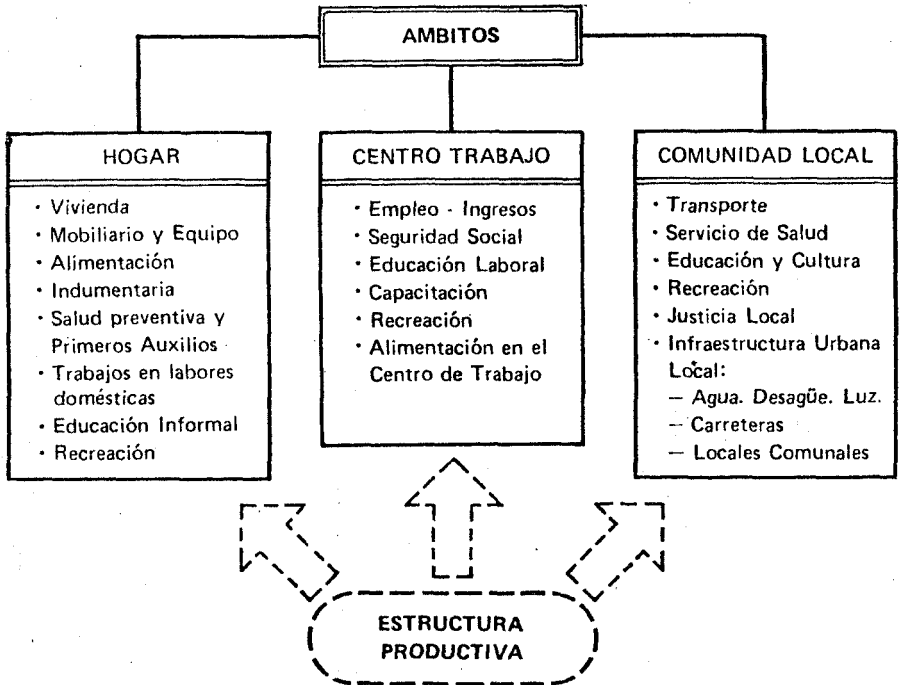 AMBITOS
HOGAR
· Vivienda
· Mobiliario y Equipo
· Alimentación
· Indumentaria
· Salud preventiva y
Primeros Auxilios
· Trabajos en labores
domésticas
· Educación Informal
· Recreación
CENTRO TRABAJO
· Empleo - Ingresos
· Seguridad Social
· Educación Laboral
· Capacitación
· Recreación
· Alimentación en el
Centro de Trabajo
COMUNIDAD LOCAL
· Transporte
· Servicio de Salud
· Educación y Cultura
· Recreación
· Justicia Local
· Infraestructura Urbana
Local:
— Agua. Desagüe. Luz.
— Carreteras
— Locales Comunales
ESTRUCTURA
PRODUCTIVA